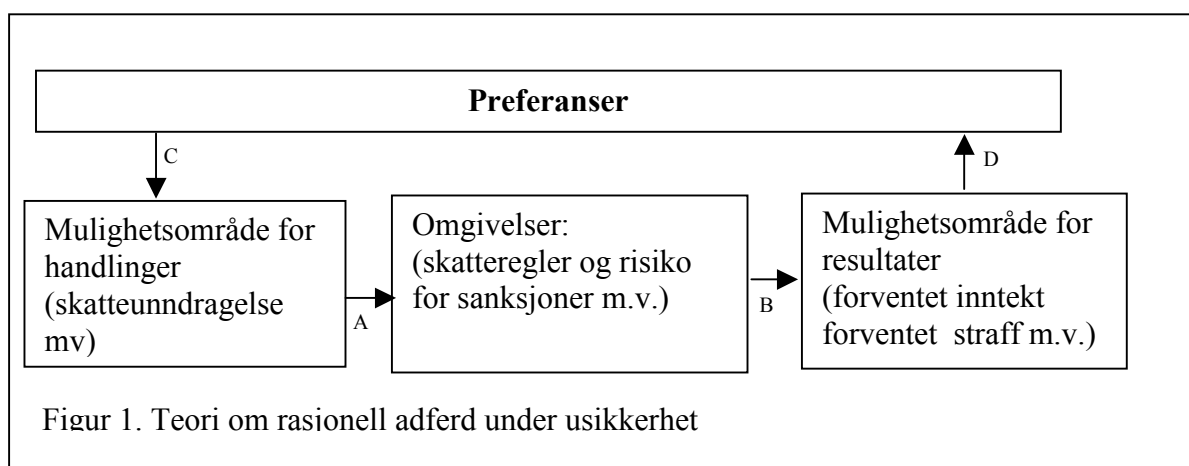 Preferanser
C
D
Mulighetsområde for
handlinger
(skatteunndragelse
mv)
A
Omgivelser:
(skatteregler og risiko
for sanksjoner m.v.)
B
Mulighetsområde for
resultater
(forventet inntekt
forventet straff m.v.)
Figur 1. Teori om rasjonell adferd under usikkerhet